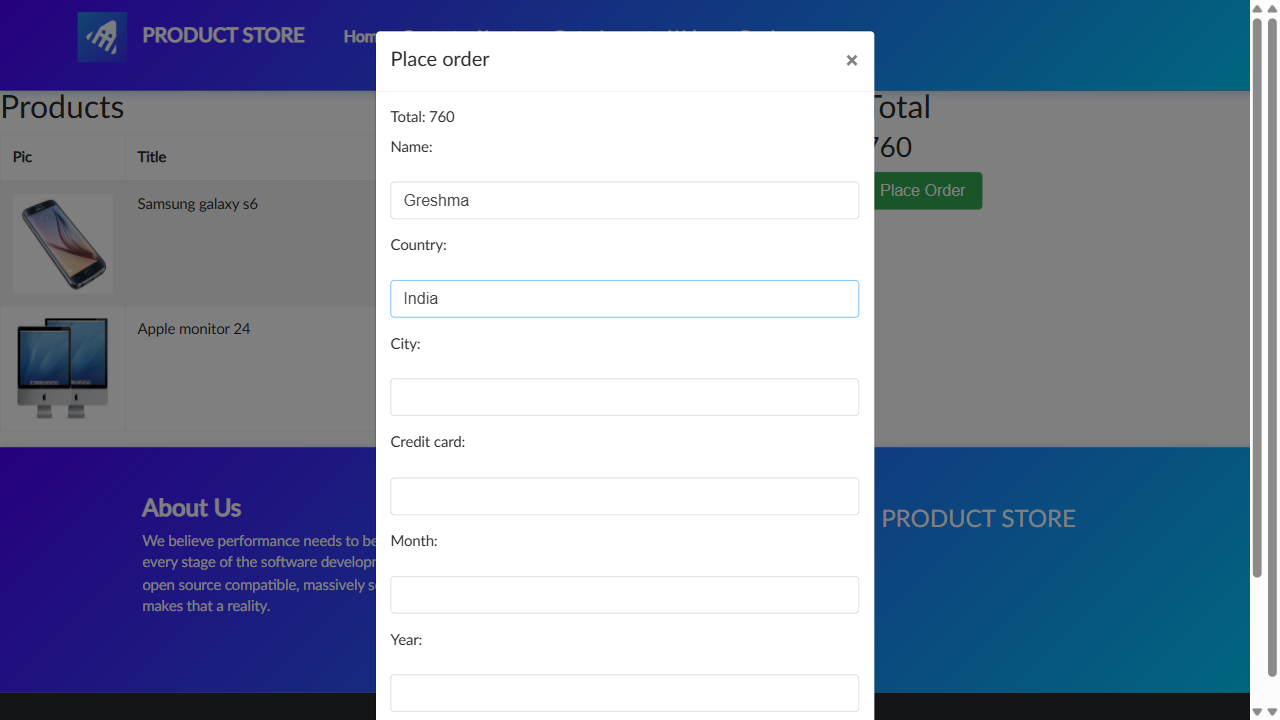 PRODUCT STORE
Hom
Place order
×
Products
Pic
Title
Samsung galaxy s6
Apple monitor 24
Total: 760
Name:
Greshma
Country:
India
City:
Credit card:
Month:
Year:
Total
760
Place Order
About Us
We believe performance needs to be
every stage of the software develop
open source compatible, massively s
makes that a reality.
PRODUCT STORE